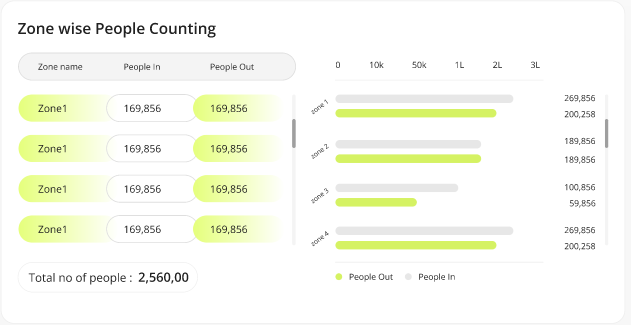 Zone wise People Counting
Zone name People In People Out
Zone1 169,856 169,856
Zone1 169,856 169,856
Zone1 169,856 169,856
Zone1 169,856 169,856
Total no of people : 2,560,00
0 10k 50k 1L 2L 3L
zone 1 269,856
200,258
zone 2 189,856
189,856
zone 3 100,856
59,856
zone 4 269,856
200,258
People Out People In